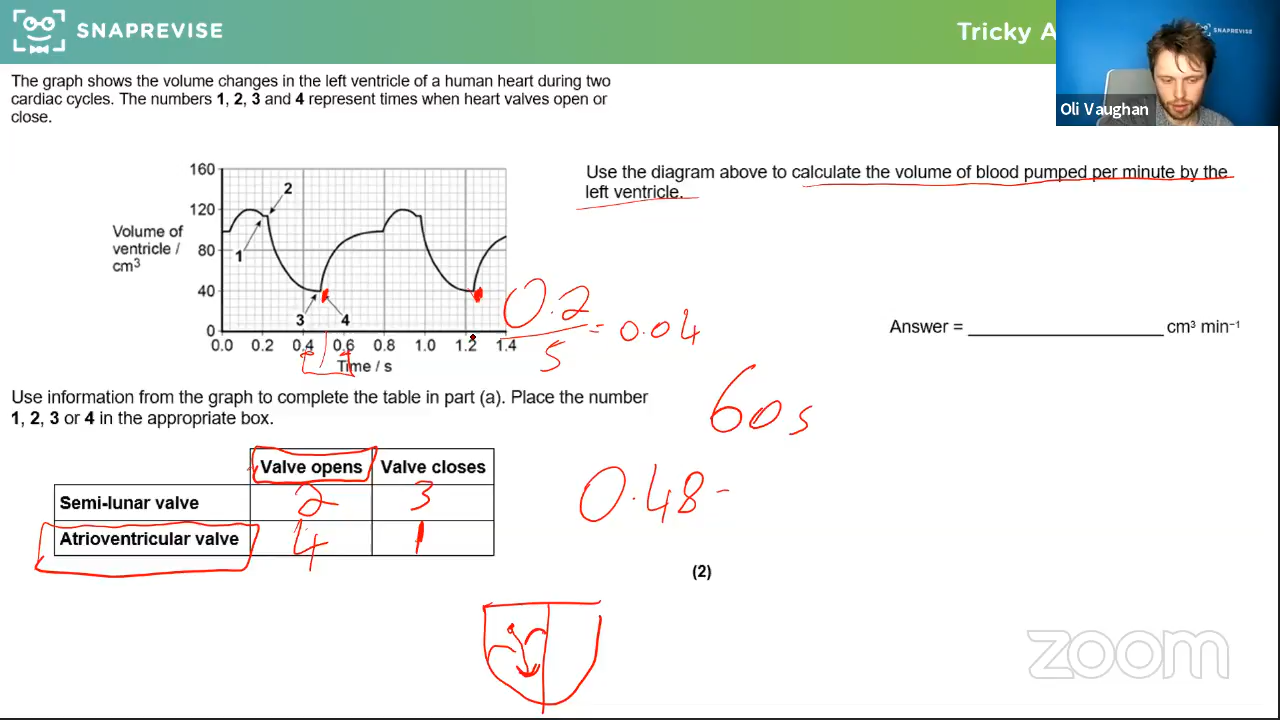 SNAPREVISE
Tricky A
SNAPREVISE
Oli Vaughan
The graph shows the volume changes in the left ventricle of a human heart during two
cardiac cycles. The numbers 1, 2, 3 and 4 represent times when heart valves open or
close.
Use the diagram above to calculate the volume of blood pumped per minute by the
left ventricle.
Volume of
ventricle /
cm³
160
120
80
40
0
2
1
3
4
0.0 0.2 0.4 0.6 0.8 1.0 1.2 1.4
Time / s
0.2
5
= 0.04
Answer = ____________________ cm³ min⁻¹
60s
0.48 -
Use information from the graph to complete the table in part (a). Place the number
1, 2, 3 or 4 in the appropriate box.
Valve opens Valve closes
Semi-lunar valve 2 3
Atrioventricular valve 4 1
(2)
zoom